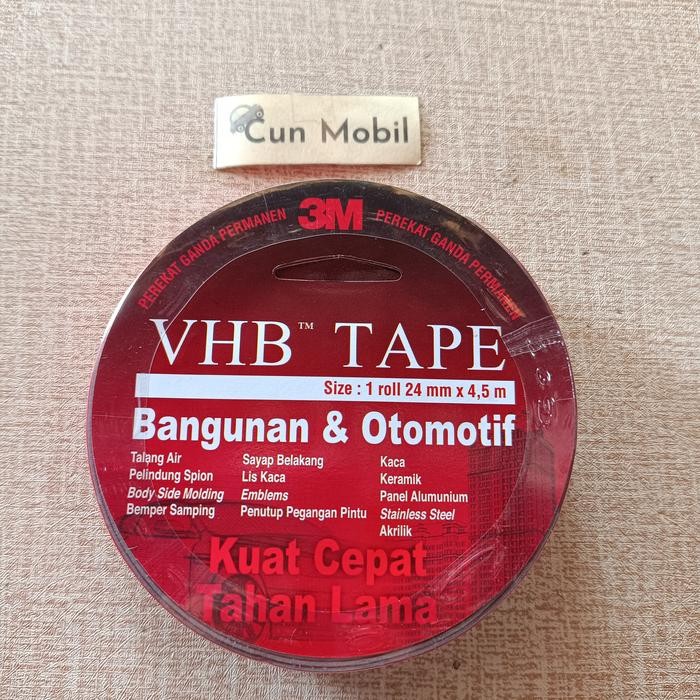 Cun Mobil
PEREKAT GANDA PERMANEN 3M PEREKAT GANDA PERMANEN
VHB™ TAPE
Size : 1 roll 24 mm x 4,5 m
Bangunan & Otomotif
Talang Air
Pelindung Spion
Body Side Molding
Bemper Samping
Sayap Belakang
Lis Kaca
Emblems
Penutup Pegangan Pintu
Kaca
Keramik
Panel Alumunium
Stainless Steel
Akrilik
Kuat Cepat
Tahan Lama